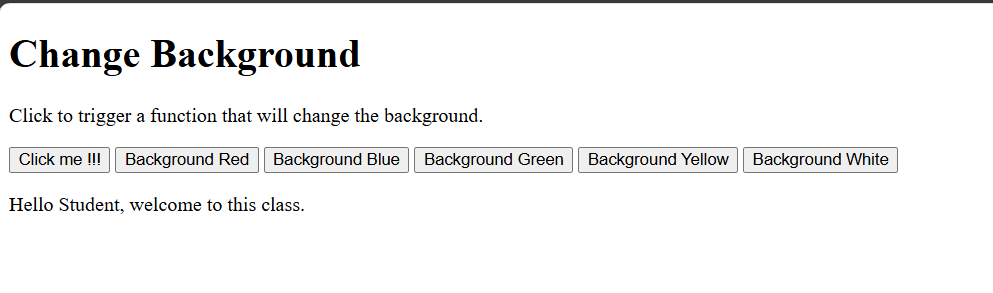 Change Background
Click to trigger a function that will change the background.
Click me !!! Background Red Background Blue Background Green Background Yellow Background White
Hello Student, welcome to this class.